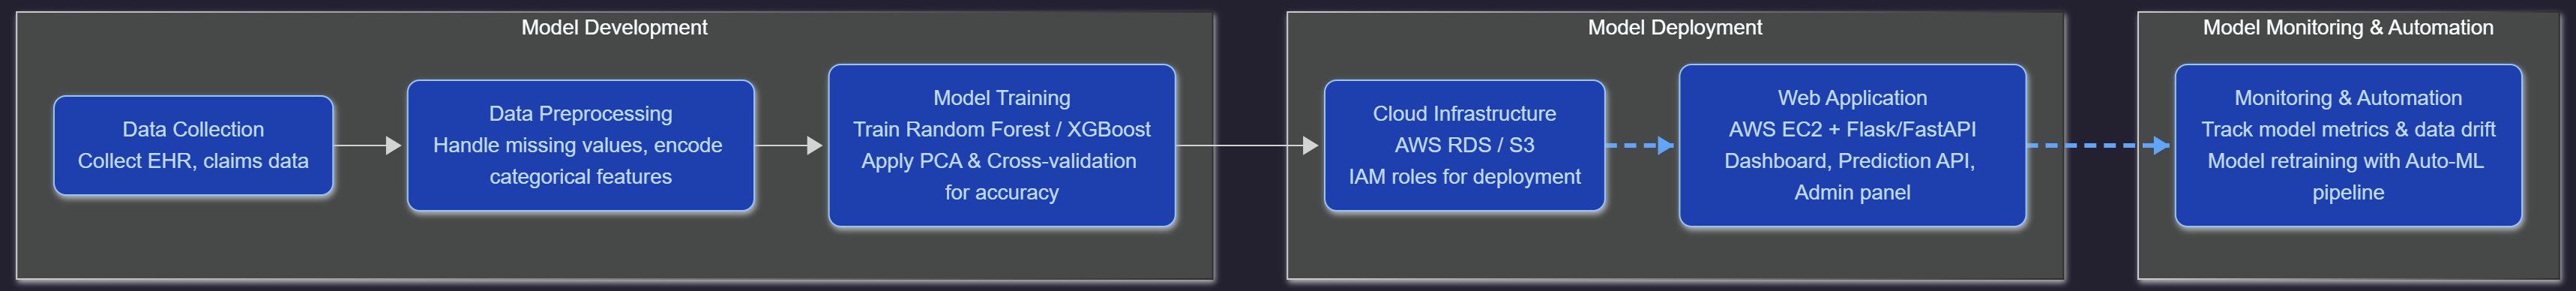 Model Development
Data Collection
Collect EHR, claims data
Data Preprocessing
Handle missing values, encode
categorical features
Model Training
Train Random Forest / XGBoost
Apply PCA & Cross-validation
for accuracy
Model Deployment
Cloud Infrastructure
AWS RDS / S3
IAM roles for deployment
Web Application
AWS EC2 + Flask/FastAPI
Dashboard, Prediction API,
Admin panel
Model Monitoring & Automation
Monitoring & Automation
Track model metrics & data drift
Model retraining with Auto-ML
pipeline